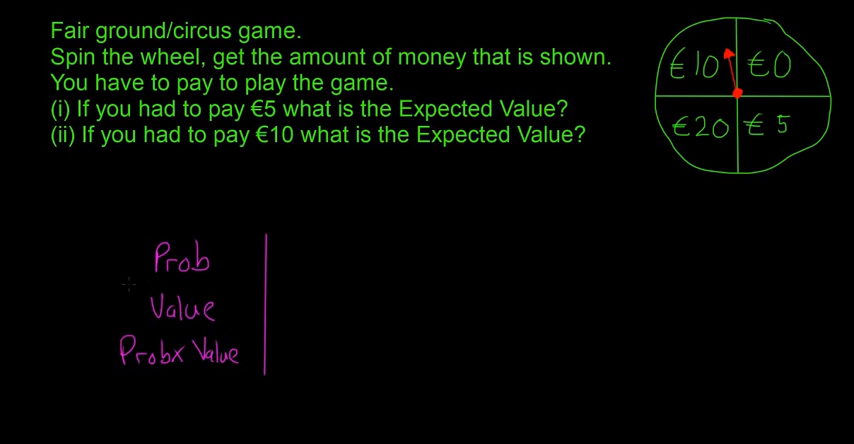 Fair ground/circus game.
Spin the wheel, get the amount of money that is shown.
You have to pay to play the game.
(i) If you had to pay €5 what is the Expected Value?
(ii) If you had to pay €10 what is the Expected Value?
€10 €0
€20 € 5
Prob
Value
Probx Value